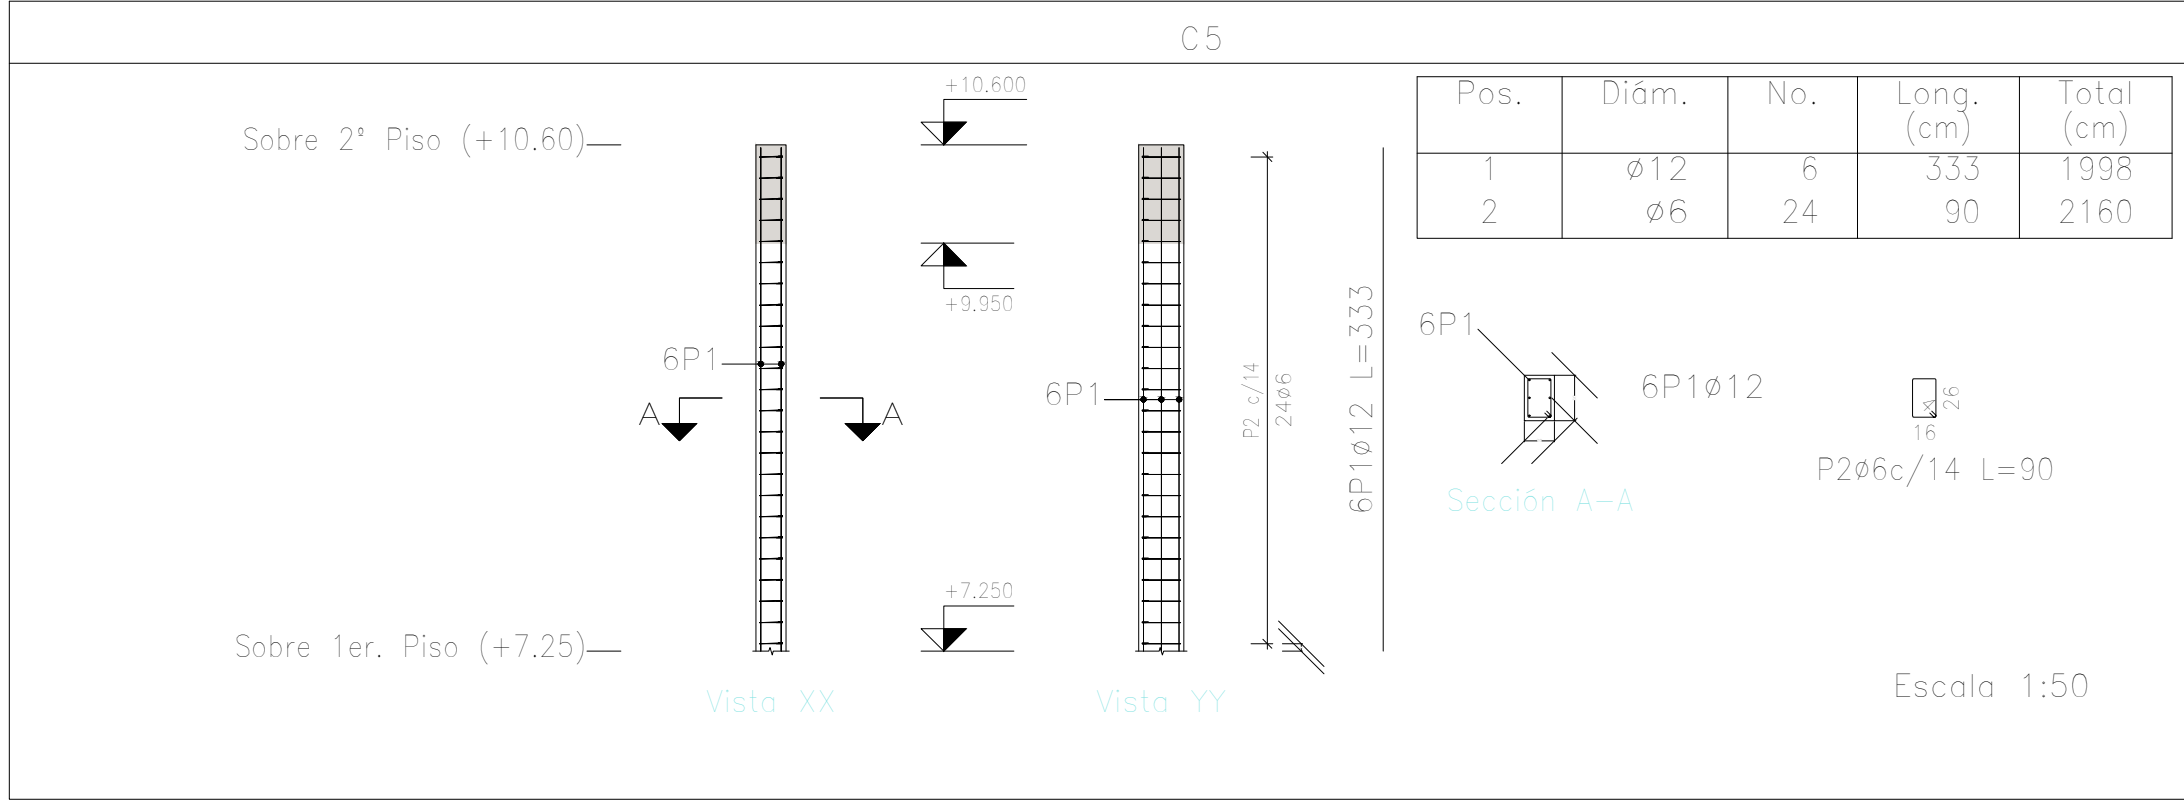 C5
+10.600
Sobre 2º Piso (+10.60)
Pos. Diám. No. Long. (cm) Total (cm)
1 ø12 6 333 1998
2 ø6 24 90 2160
+9.950
6P1
6P1
A A
P2 c/14
24ø6
6P1ø12 L=333
6P1
6P1ø12
26
16
P2ø6c/14 L=90
Sección A-A
+7.250
Sobre 1er. Piso (+7.25)
Vista XX
Vista YY
Escala 1:50